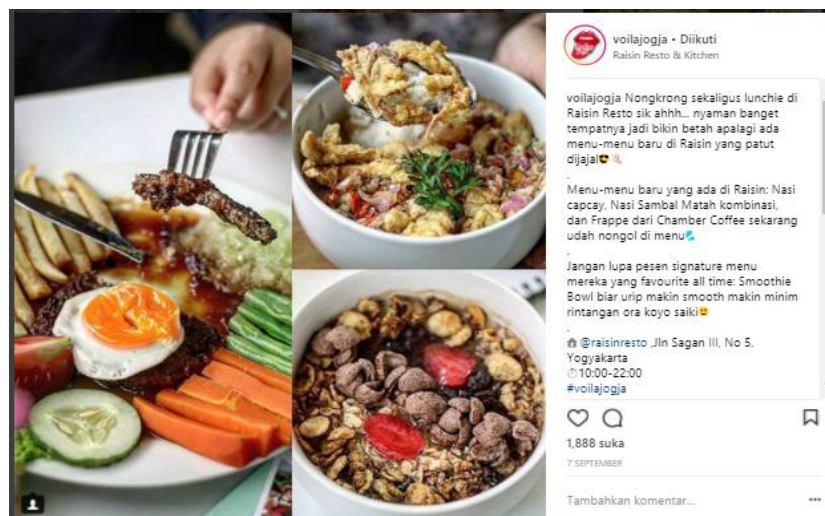 voilajogja • Diikuti
Raisin Resto & Kitchen
voilajogja Nongkrong sekaligus lunchie di
Raisin Resto sik ahhh... nyaman banget
tempatnya jadi bikin betah apalagi ada
menu-menu baru di Raisin yang patut
dijajal😍👌🏻
.
Menu-menu baru yang ada di Raisin: Nasi
capcay, Nasi Sambal Matah kombinasi,
dan Frappe dari Chamber Coffee sekarang
udah nongol di menu💦
.
Jangan lupa pesen signature menu
mereka yang favourite all time: Smoothie
Bowl biar urip makin smooth makin minim
rintangan ora koyo saiki🙂
.
🏠 @raisinresto ,Jln Sagan III, No 5,
Yogyakarta
⏱10:00-22:00
#voilajogja
1,888 suka
7 SEPTEMBER
Tambahkan komentar...